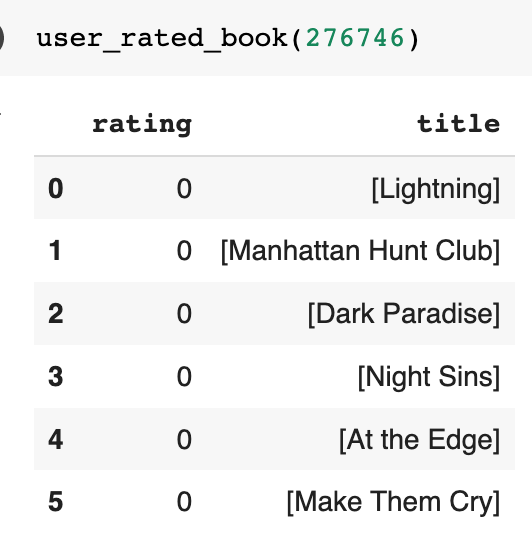 user_rated_book(276746)
rating title
0 0 [Lightning]
1 0 [Manhattan Hunt Club]
2 0 [Dark Paradise]
3 0 [Night Sins]
4 0 [At the Edge]
5 0 [Make Them Cry]